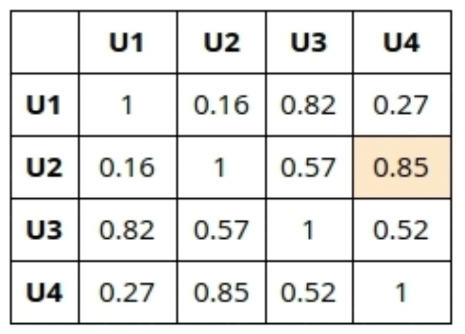 U1 U2 U3 U4
U1 1 0.16 0.82 0.27
U2 0.16 1 0.57 0.85
U3 0.82 0.57 1 0.52
U4 0.27 0.85 0.52 1